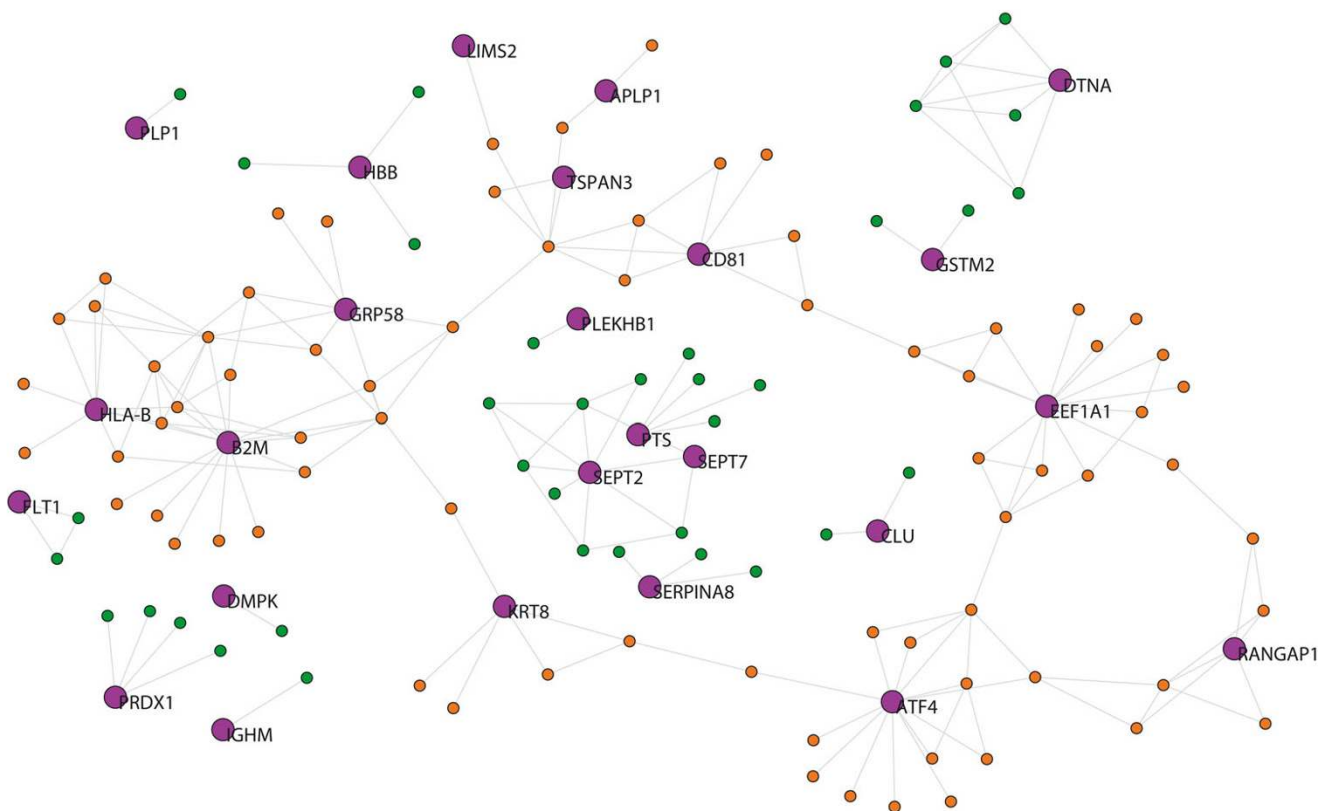 LIMS2
DTNA
APLP1
PLP1
HBB
TSPAN3
CD81
GSTM2
GRP58
PLEKHB1
HLA-B
EEF1A1
B2M
PTS
SEPT7
SEPT2
FLT1
CLU
SERPINA8
DMPK
KRT8
RANGAP1
PRDX1
ATF4
IGHM